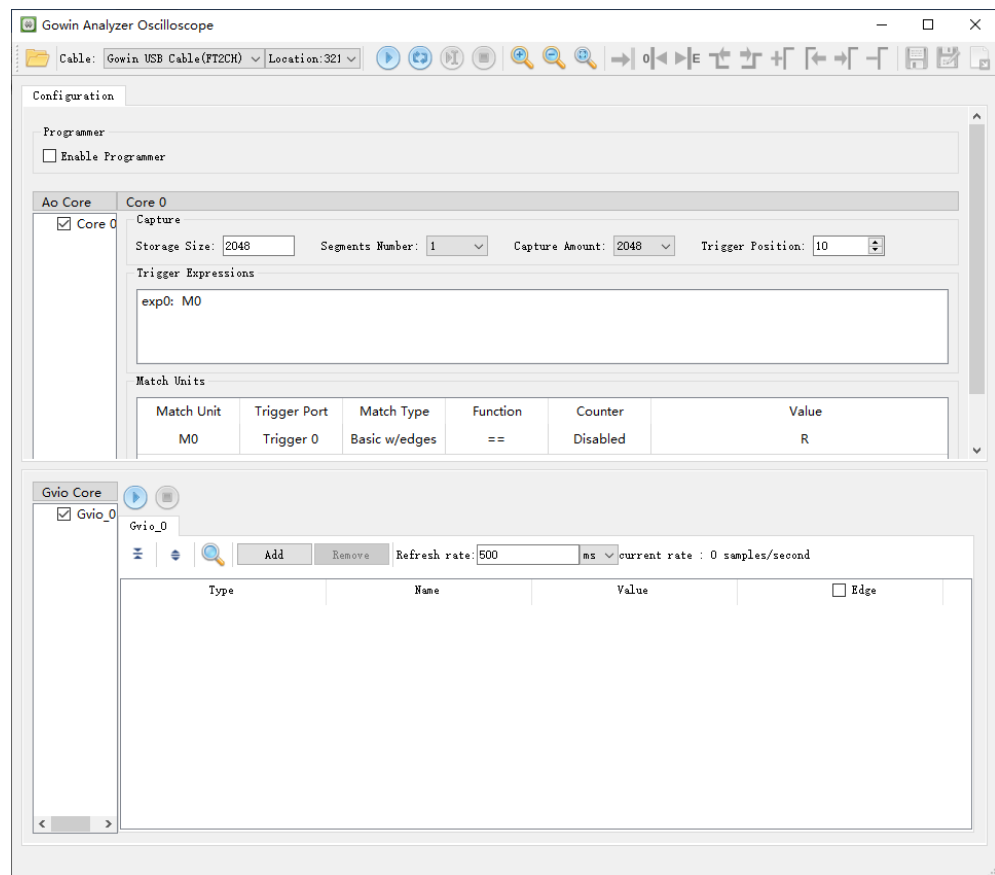 Gowin Analyzer Oscilloscope
Cable: Gowin USB Cable(FT2CH) Location:321
Configuration
Programmer
Enable Programmer
Ao Core Core 0
Core 0
Capture
Storage Size: 2048 Segments Number: 1 Capture Amount: 2048 Trigger Position: 10
Trigger Expressions
exp0: M0
Match Units
Match Unit Trigger Port Match Type Function Counter Value
M0 Trigger 0 Basic w/edges == Disabled R
Gvio Core
Gvio_0
Gvio_0
Add Remove Refresh rate: 500 ms current rate : 0 samples/second
Type Name Value Edge